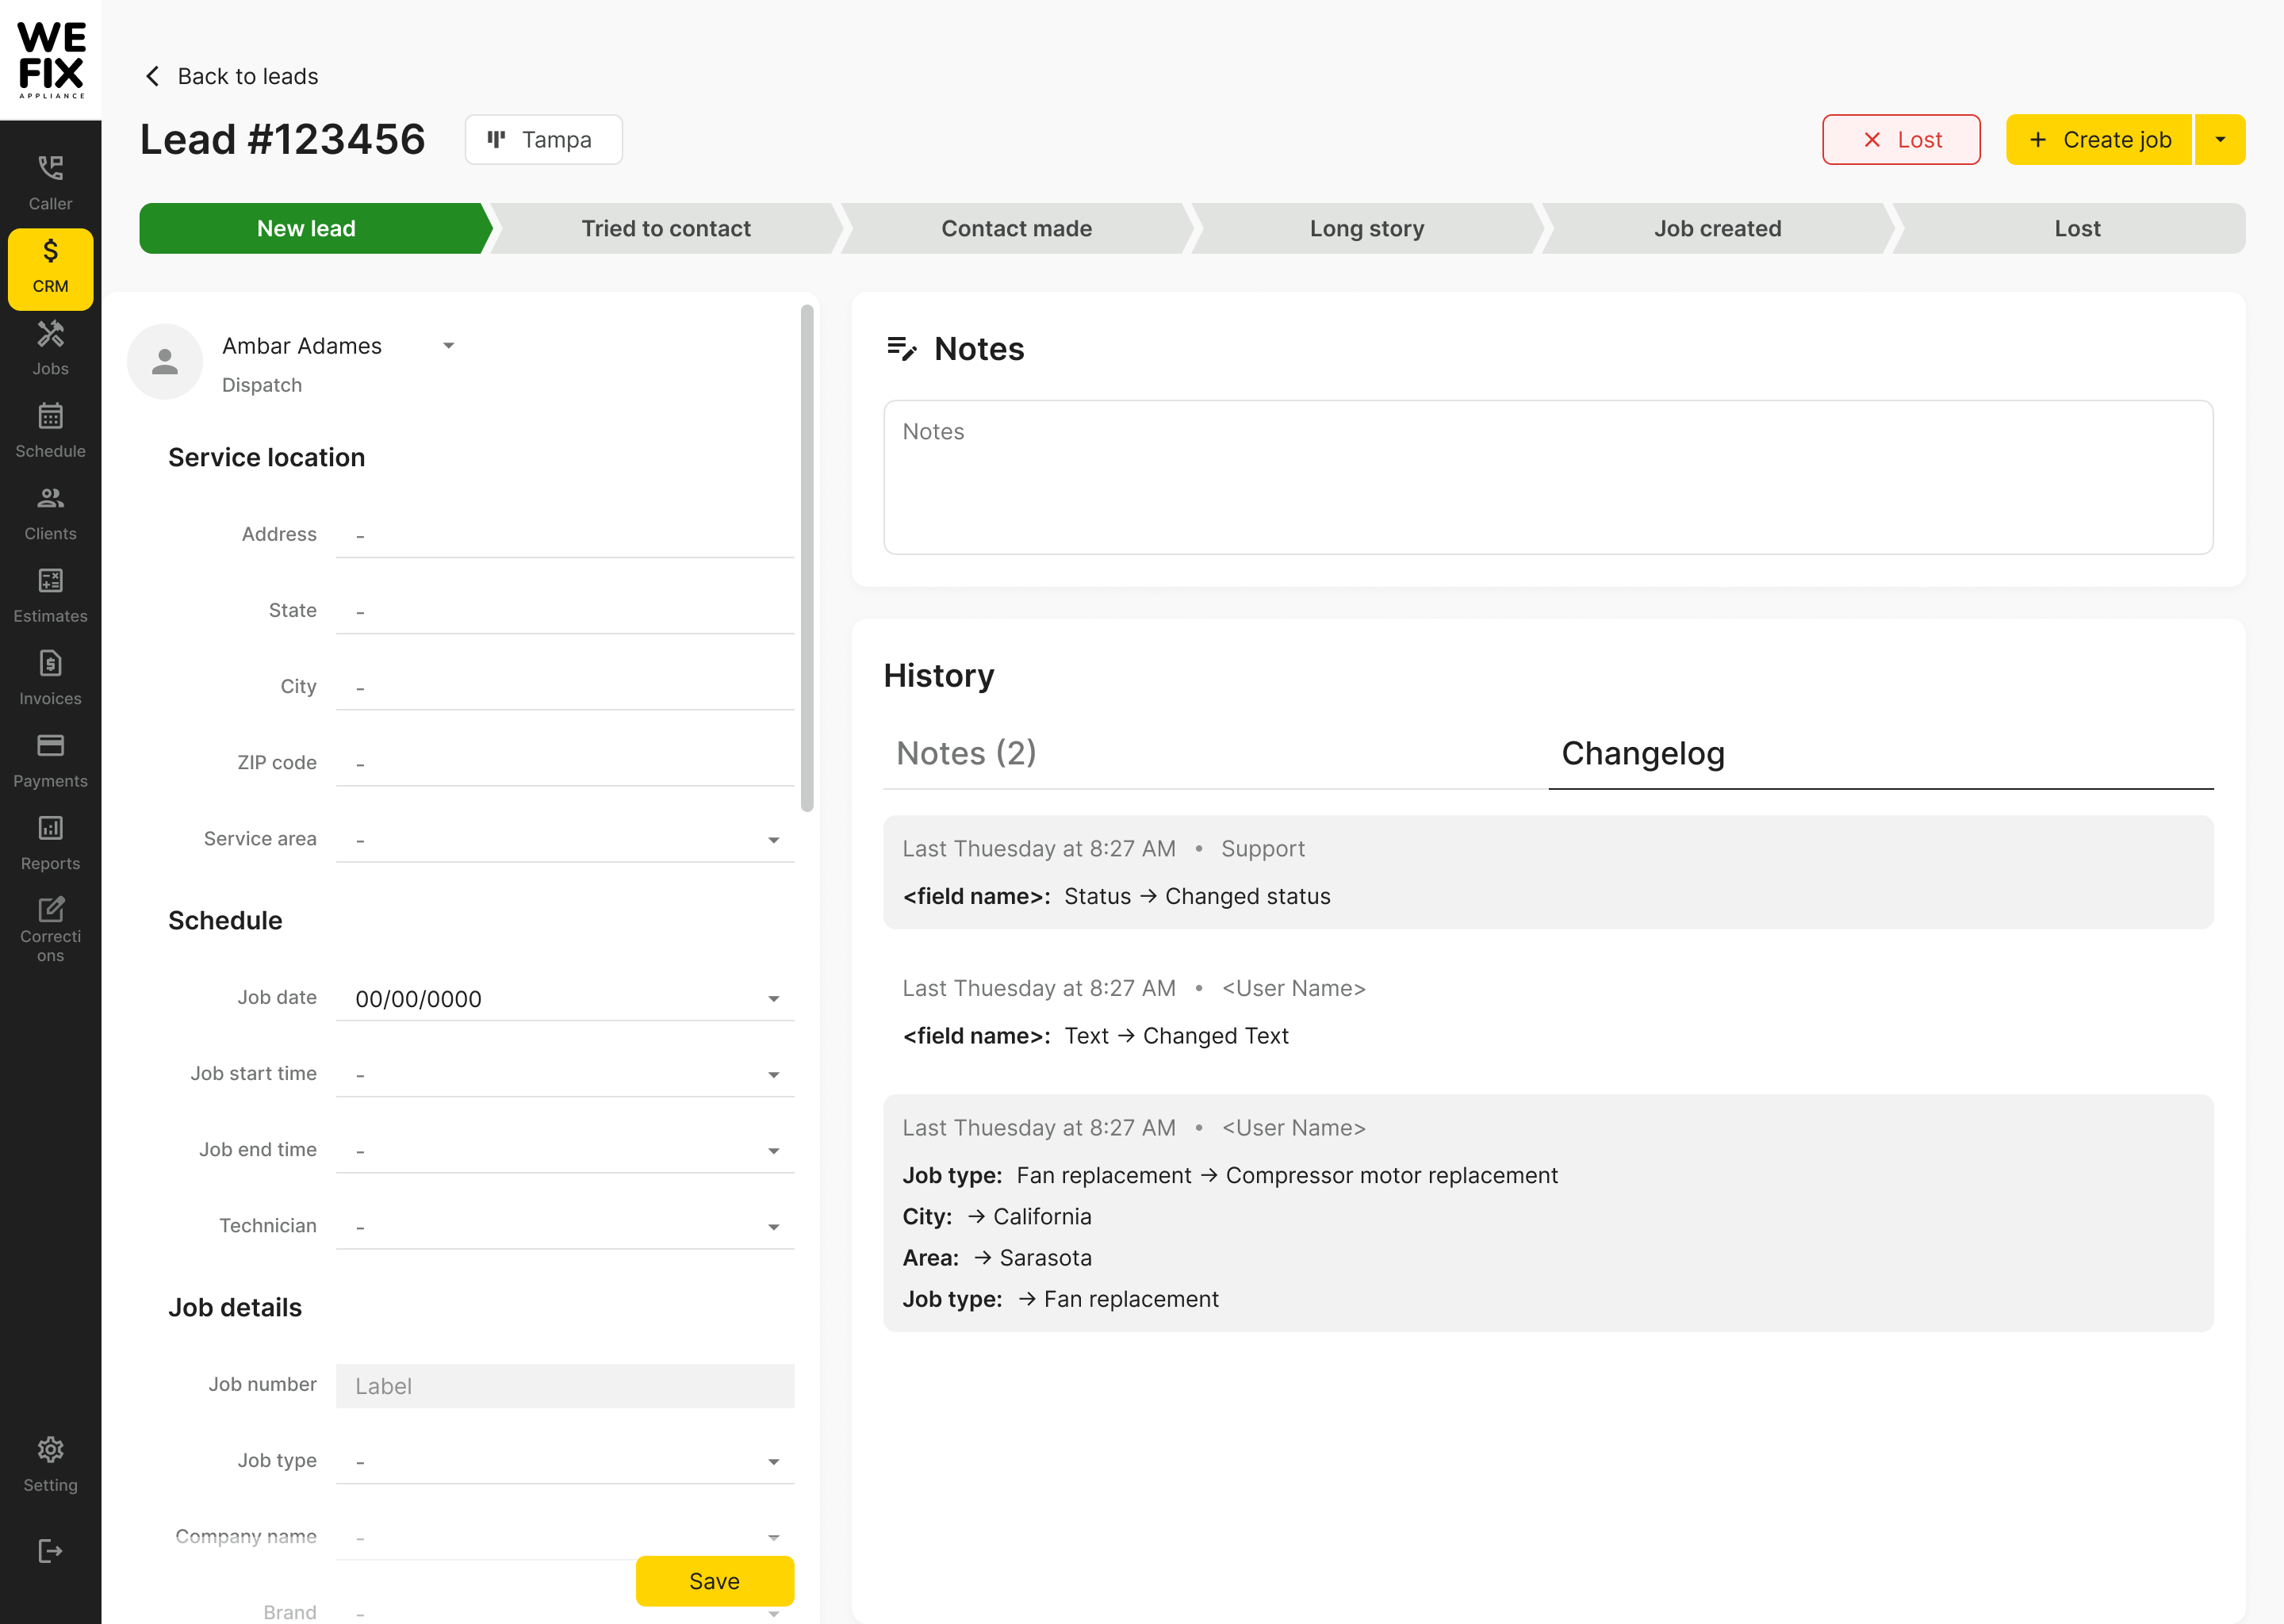 WE
FIX
APPLIANCE
Caller
CRM
Jobs
Schedule
Clients
Estimates
Invoices
Payments
Reports
Correcti
ons
Setting
Back to leads
Lead #123456
Tampa
Lost
Create job
New lead
Tried to contact
Contact made
Long story
Job created
Lost
Ambar Adames
Dispatch
Service location
Address -
State -
City -
ZIP code -
Service area -
Schedule
Job date 00/00/0000
Job start time -
Job end time -
Technician -
Job details
Job number Label
Job type -
Company name -
Save
Brand -
Notes
Notes
History
Notes (2)
Changelog
Last Thuesday at 8:27 AM • Support
<field name>: Status → Changed status
Last Thuesday at 8:27 AM • <User Name>
<field name>: Text → Changed Text
Last Thuesday at 8:27 AM • <User Name>
Job type: Fan replacement → Compressor motor replacement
City: → California
Area: → Sarasota
Job type: → Fan replacement